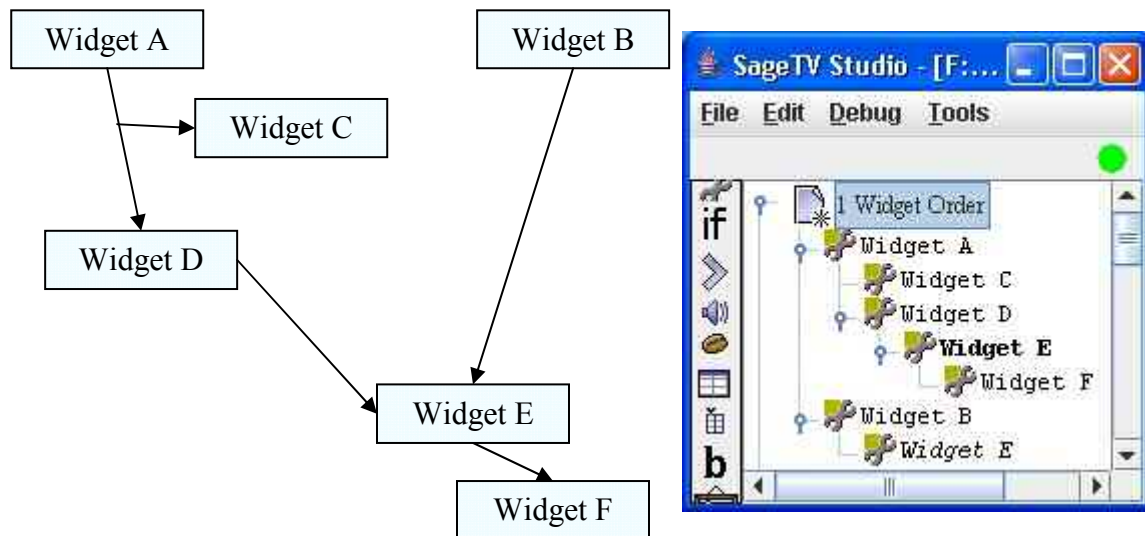 Widget A
Widget B
Widget C
Widget D
Widget E
Widget F
SageTV Studio - [F:...
File Edit Debug Tools
if
b
1 Widget Order
Widget A
Widget C
Widget D
Widget E
Widget F
Widget B
Widget E